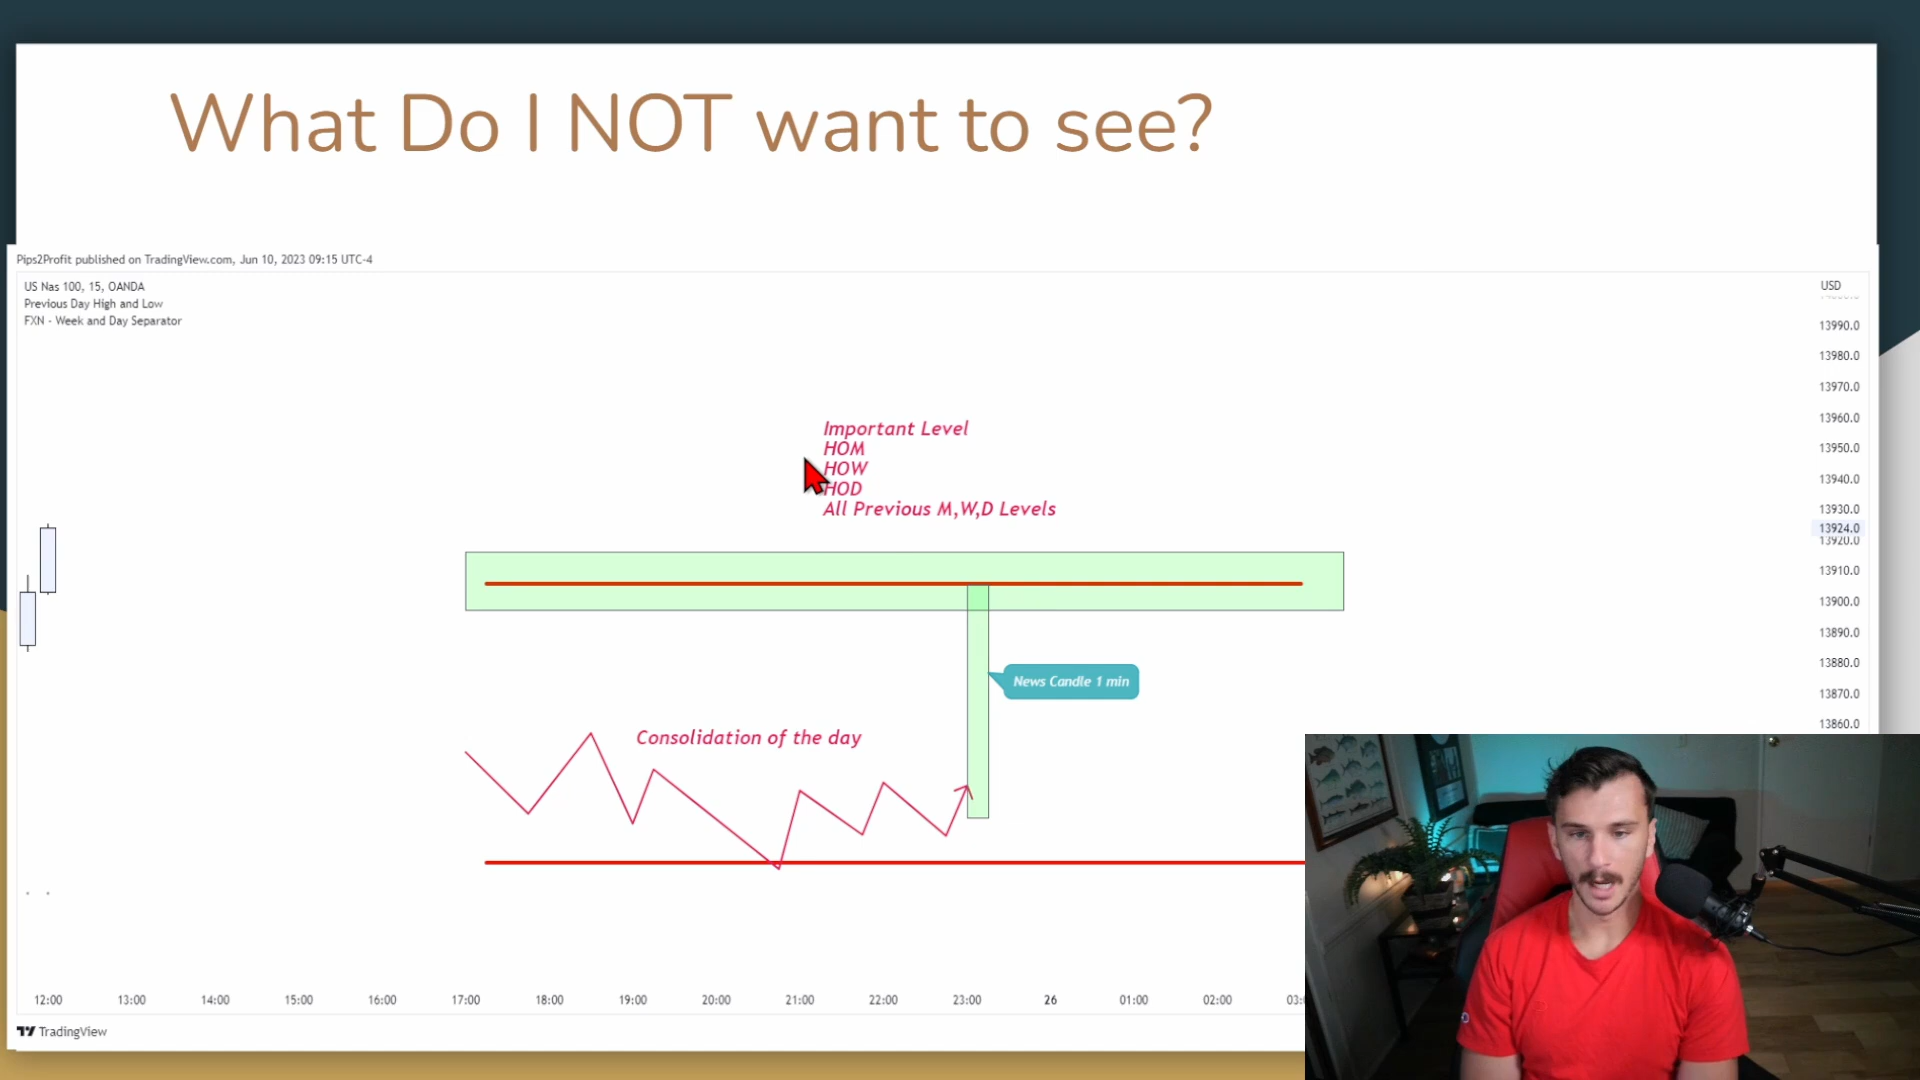 What Do I NOT want to see?
Pips2Profit published on TradingView.com, Jun 10, 2023 09:15 UTC-4
US Nas 100, 15, OANDA
Previous Day High and Low
FXN - Week and Day Separator
USD
13990.0
13980.0
13970.0
13960.0
13950.0
13940.0
13930.0
13924.0
13920.0
13910.0
13900.0
13890.0
13880.0
13870.0
13860.0
Important Level
HOM
HOW
HOD
All Previous M,W,D Levels
News Candle 1 min
Consolidation of the day
12:00 13:00 14:00 15:00 16:00 17:00 18:00 19:00 20:00 21:00 22:00 23:00 26 01:00 02:00
TradingView